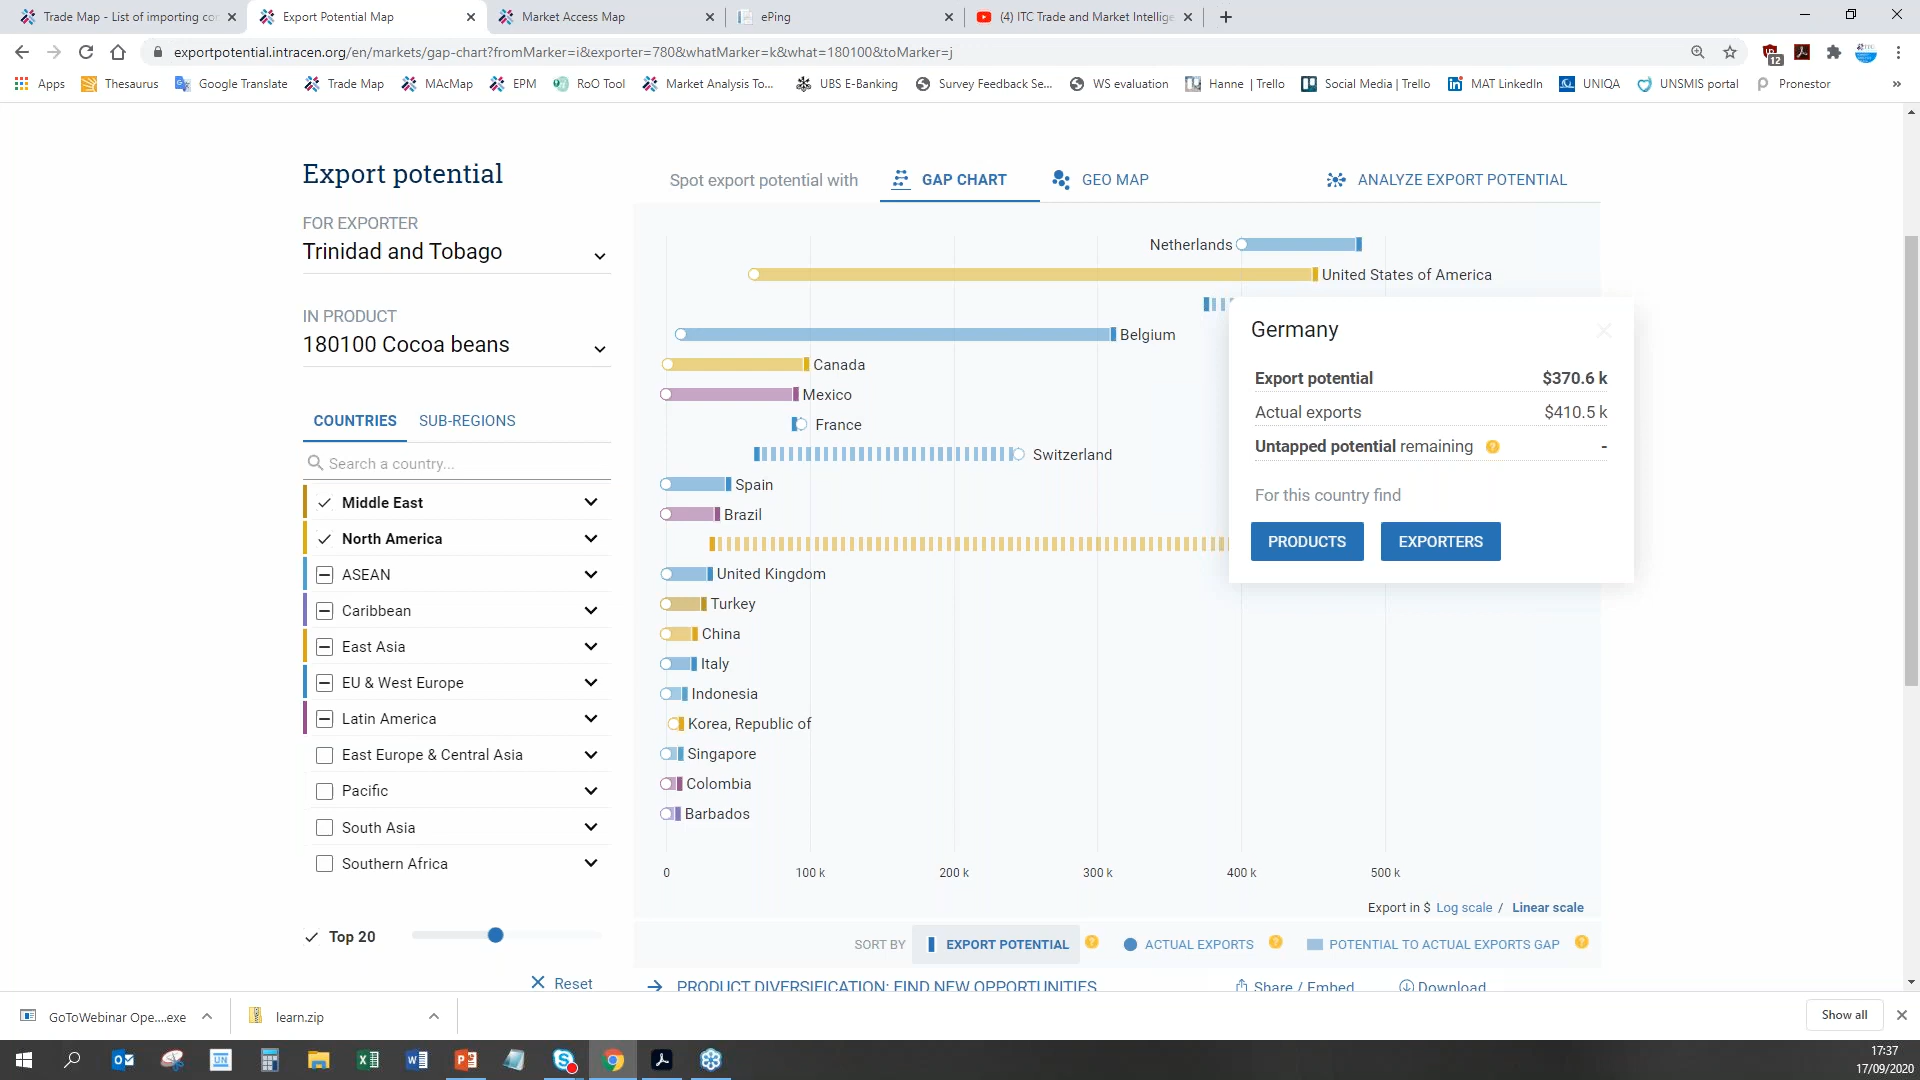 Trade Map - List of importing co
Export Potential Map
Market Access Map
ePing
(4) ITC Trade and Market Intellige
exportpotential.intracen.org/en/markets/gap-chart?fromMarker=i&exporter=780&whatMarker=k&what=180100&toMarker=j
12
Apps
Thesaurus
Google Translate
Trade Map
MAcMap
EPM
RoO Tool
Market Analysis To...
UBS E-Banking
Survey Feedback Se...
WS evaluation
Hanne | Trello
Social Media | Trello
MAT LinkedIn
UNIQA
UNSMIS portal
Pronestor
Export potential
FOR EXPORTER
Trinidad and Tobago
IN PRODUCT
180100 Cocoa beans
COUNTRIES
SUB-REGIONS
Search a country...
Middle East
North America
ASEAN
Caribbean
East Asia
EU & West Europe
Latin America
East Europe & Central Asia
Pacific
South Asia
Southern Africa
Top 20
Reset
Spot export potential with
GAP CHART
GEO MAP
ANALYZE EXPORT POTENTIAL
Netherlands
United States of America
Belgium
Canada
Mexico
France
Switzerland
Spain
Brazil
United Kingdom
Turkey
China
Italy
Indonesia
Korea, Republic of
Singapore
Colombia
Barbados
0
100 k
200 k
300 k
400 k
500 k
Germany
Export potential $370.6 k
Actual exports $410.5 k
Untapped potential remaining ? -
For this country find
PRODUCTS
EXPORTERS
Export in $ Log scale / Linear scale
SORT BY
EXPORT POTENTIAL ?
ACTUAL EXPORTS ?
POTENTIAL TO ACTUAL EXPORTS GAP ?
PRODUCT DIVERSIFICATION: FIND NEW OPPORTUNITIES
Share / Embed
Download
GoToWebinar Ope....exe
learn.zip
Show all
17:37
17/09/2020